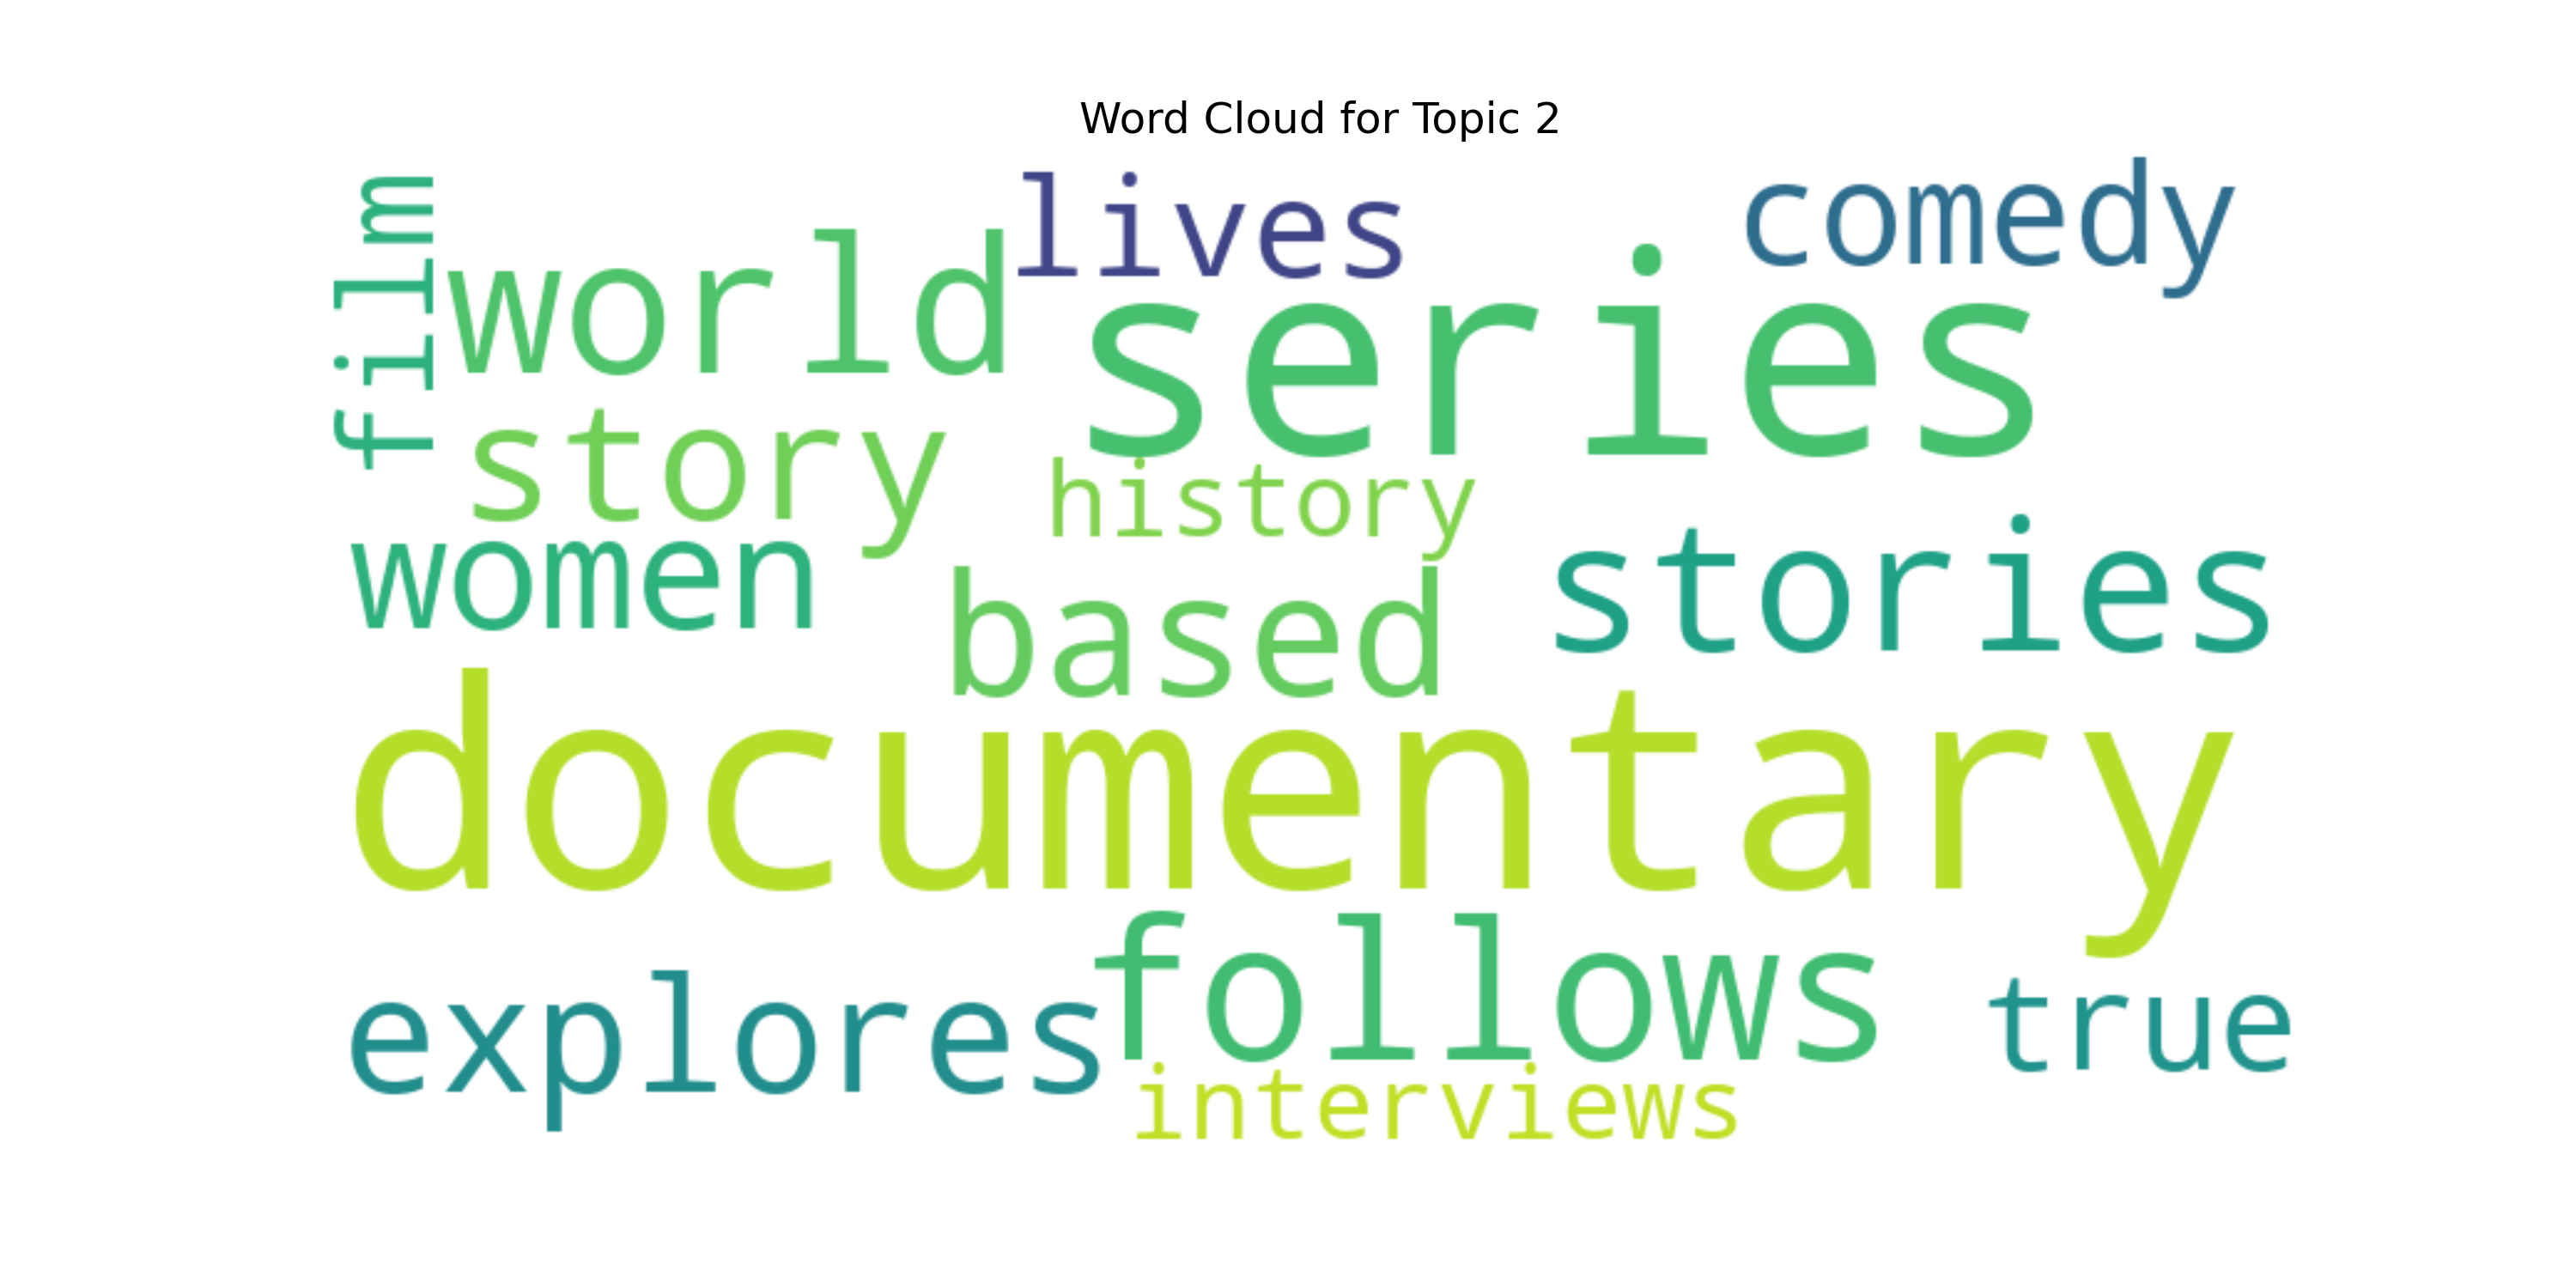 Word Cloud for Topic 2
lives
comedy
film
world
series
story
history
women
based
stories
documentary
explores
follows
true
interviews